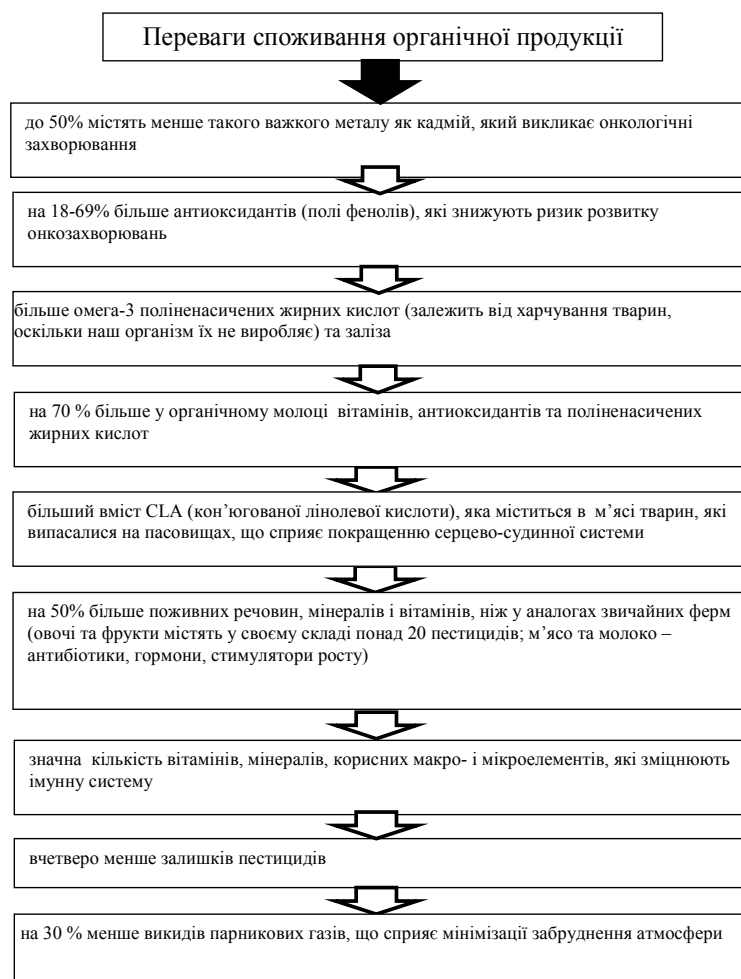 Переваги споживання органічної продукції
до 50% містять менше такого важкого металу як кадмій, який викликає онкологічні
захворювання
на 18-69% більше антиоксидантів (полі фенолів), які знижують ризик розвитку
онкозахворювань
більше омега-3 поліненасичених жирних кислот (залежить від харчування тварин,
оскільки наш організм їх не виробляє) та заліза
на 70 % більше у органічному молоці вітамінів, антиоксидантів та поліненасичених
жирних кислот
більший вміст CLA (кон’югованої лінолевої кислоти), яка міститься в м’ясі тварин, які
випасалися на пасовищах, що сприяє покращенню серцево-судинної системи
на 50% більше поживних речовин, мінералів і вітамінів, ніж у аналогах звичайних ферм
(овочі та фрукти містять у своєму складі понад 20 пестицидів; м’ясо та молоко –
антибіотики, гормони, стимулятори росту)
значна кількість вітамінів, мінералів, корисних макро- і мікроелементів, які зміцнюють
імунну систему
вчетверо менше залишків пестицидів
на 30 % менше викидів парникових газів, що сприяє мінімізації забруднення атмосфери